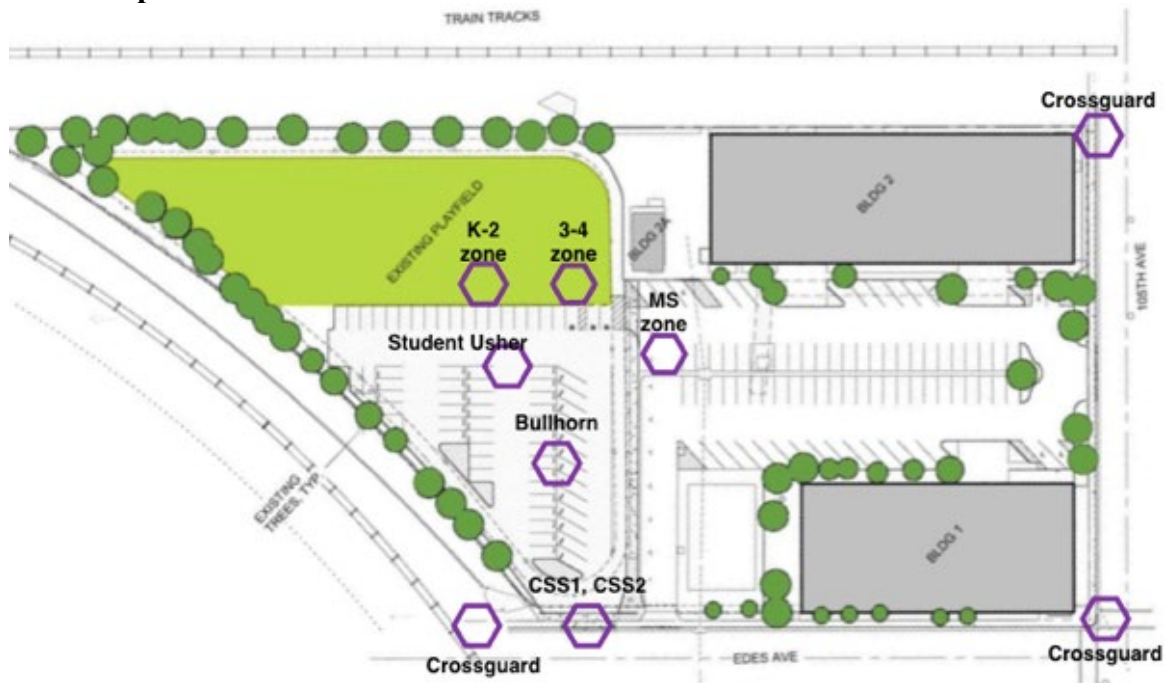 TRAIN TRACKS
Crossguard
BLDG 2
EXISTING PLAYFIELD
K-2
zone
3-4
zone
BLDG 2A
105TH AVE
MS
zone
Student Usher
Bullhorn
EXISTING
TREES, TYP
BLDG 1
CSS1, CSS2
Crossguard
EDES AVE
Crossguard